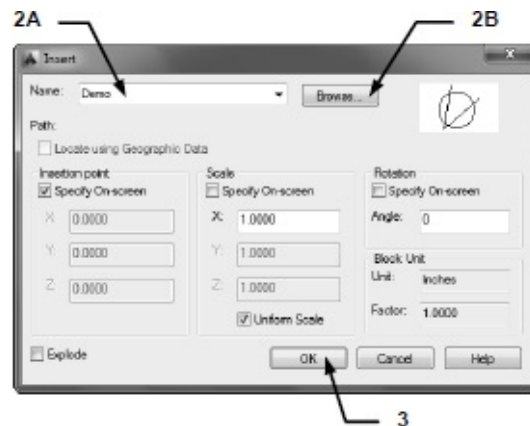 2A
2B
Insert
Name: Demo Browse...
Path:
Locate using Geographic Data
Insertion point
Specify On-screen
X: 0.0000
Y: 0.0000
Z: 0.0000
Scale
Specify On-screen
X: 1.0000
Y: 1.0000
Z: 1.0000
Uniform Scale
Rotation
Specify On-screen
Angle: 0
Block Unit
Unit: Inches
Factor: 1.0000
Explode
OK Cancel Help
3